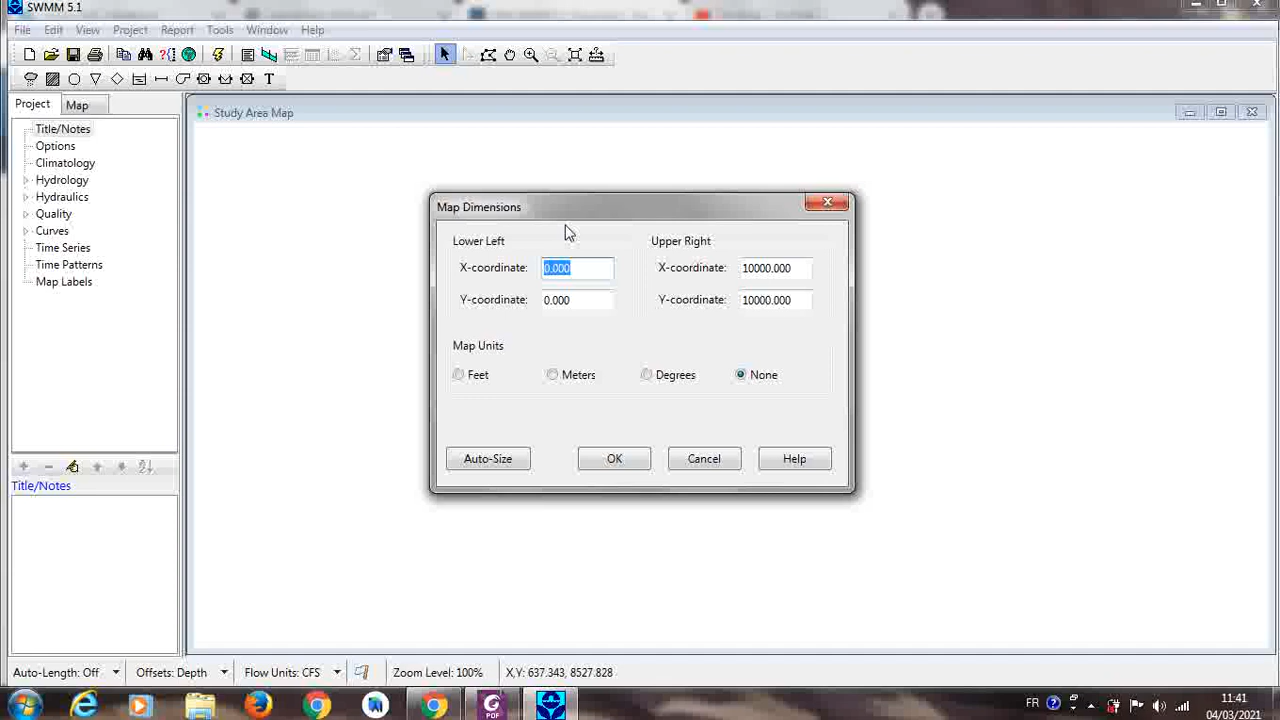 SWMM 5.1
File Edit View Project Report Tools Window Help
T
Project Map
Study Area Map
Title/Notes
Options
Climatology
Hydrology
Hydraulics
Quality
Curves
Time Series
Time Patterns
Map Labels
Title/Notes
Map Dimensions
Lower Left Upper Right
X-coordinate: 0.000 X-coordinate: 10000.000
Y-coordinate: 0.000 Y-coordinate: 10000.000
Map Units
Feet Meters Degrees None
Auto-Size OK Cancel Help
Auto-Length: Off Offsets: Depth Flow Units: CFS Zoom Level: 100% X,Y: 637.343, 8527.828
PDF
FR
11:41
04/03/2021